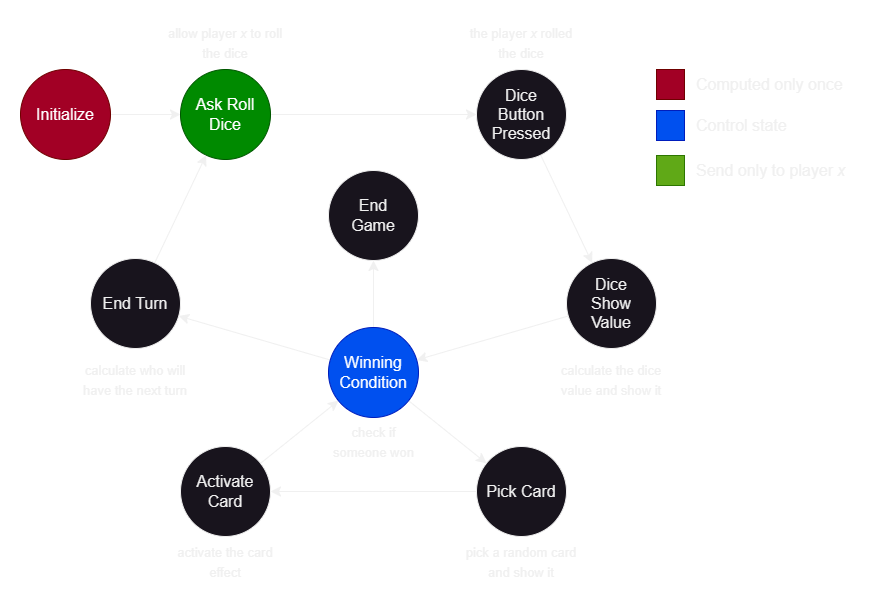 allow player x to roll
the dice
the player x rolled
the dice
Initialize
Ask Roll
Dice
Dice
Button
Pressed
Computed only once
Control state
Send only to player x
End
Game
End Turn
Dice
Show
Value
calculate who will
have the next turn
Winning
Condition
calculate the dice
value and show it
check if
someone won
Activate
Card
Pick Card
activate the card
effect
pick a random card
and show it